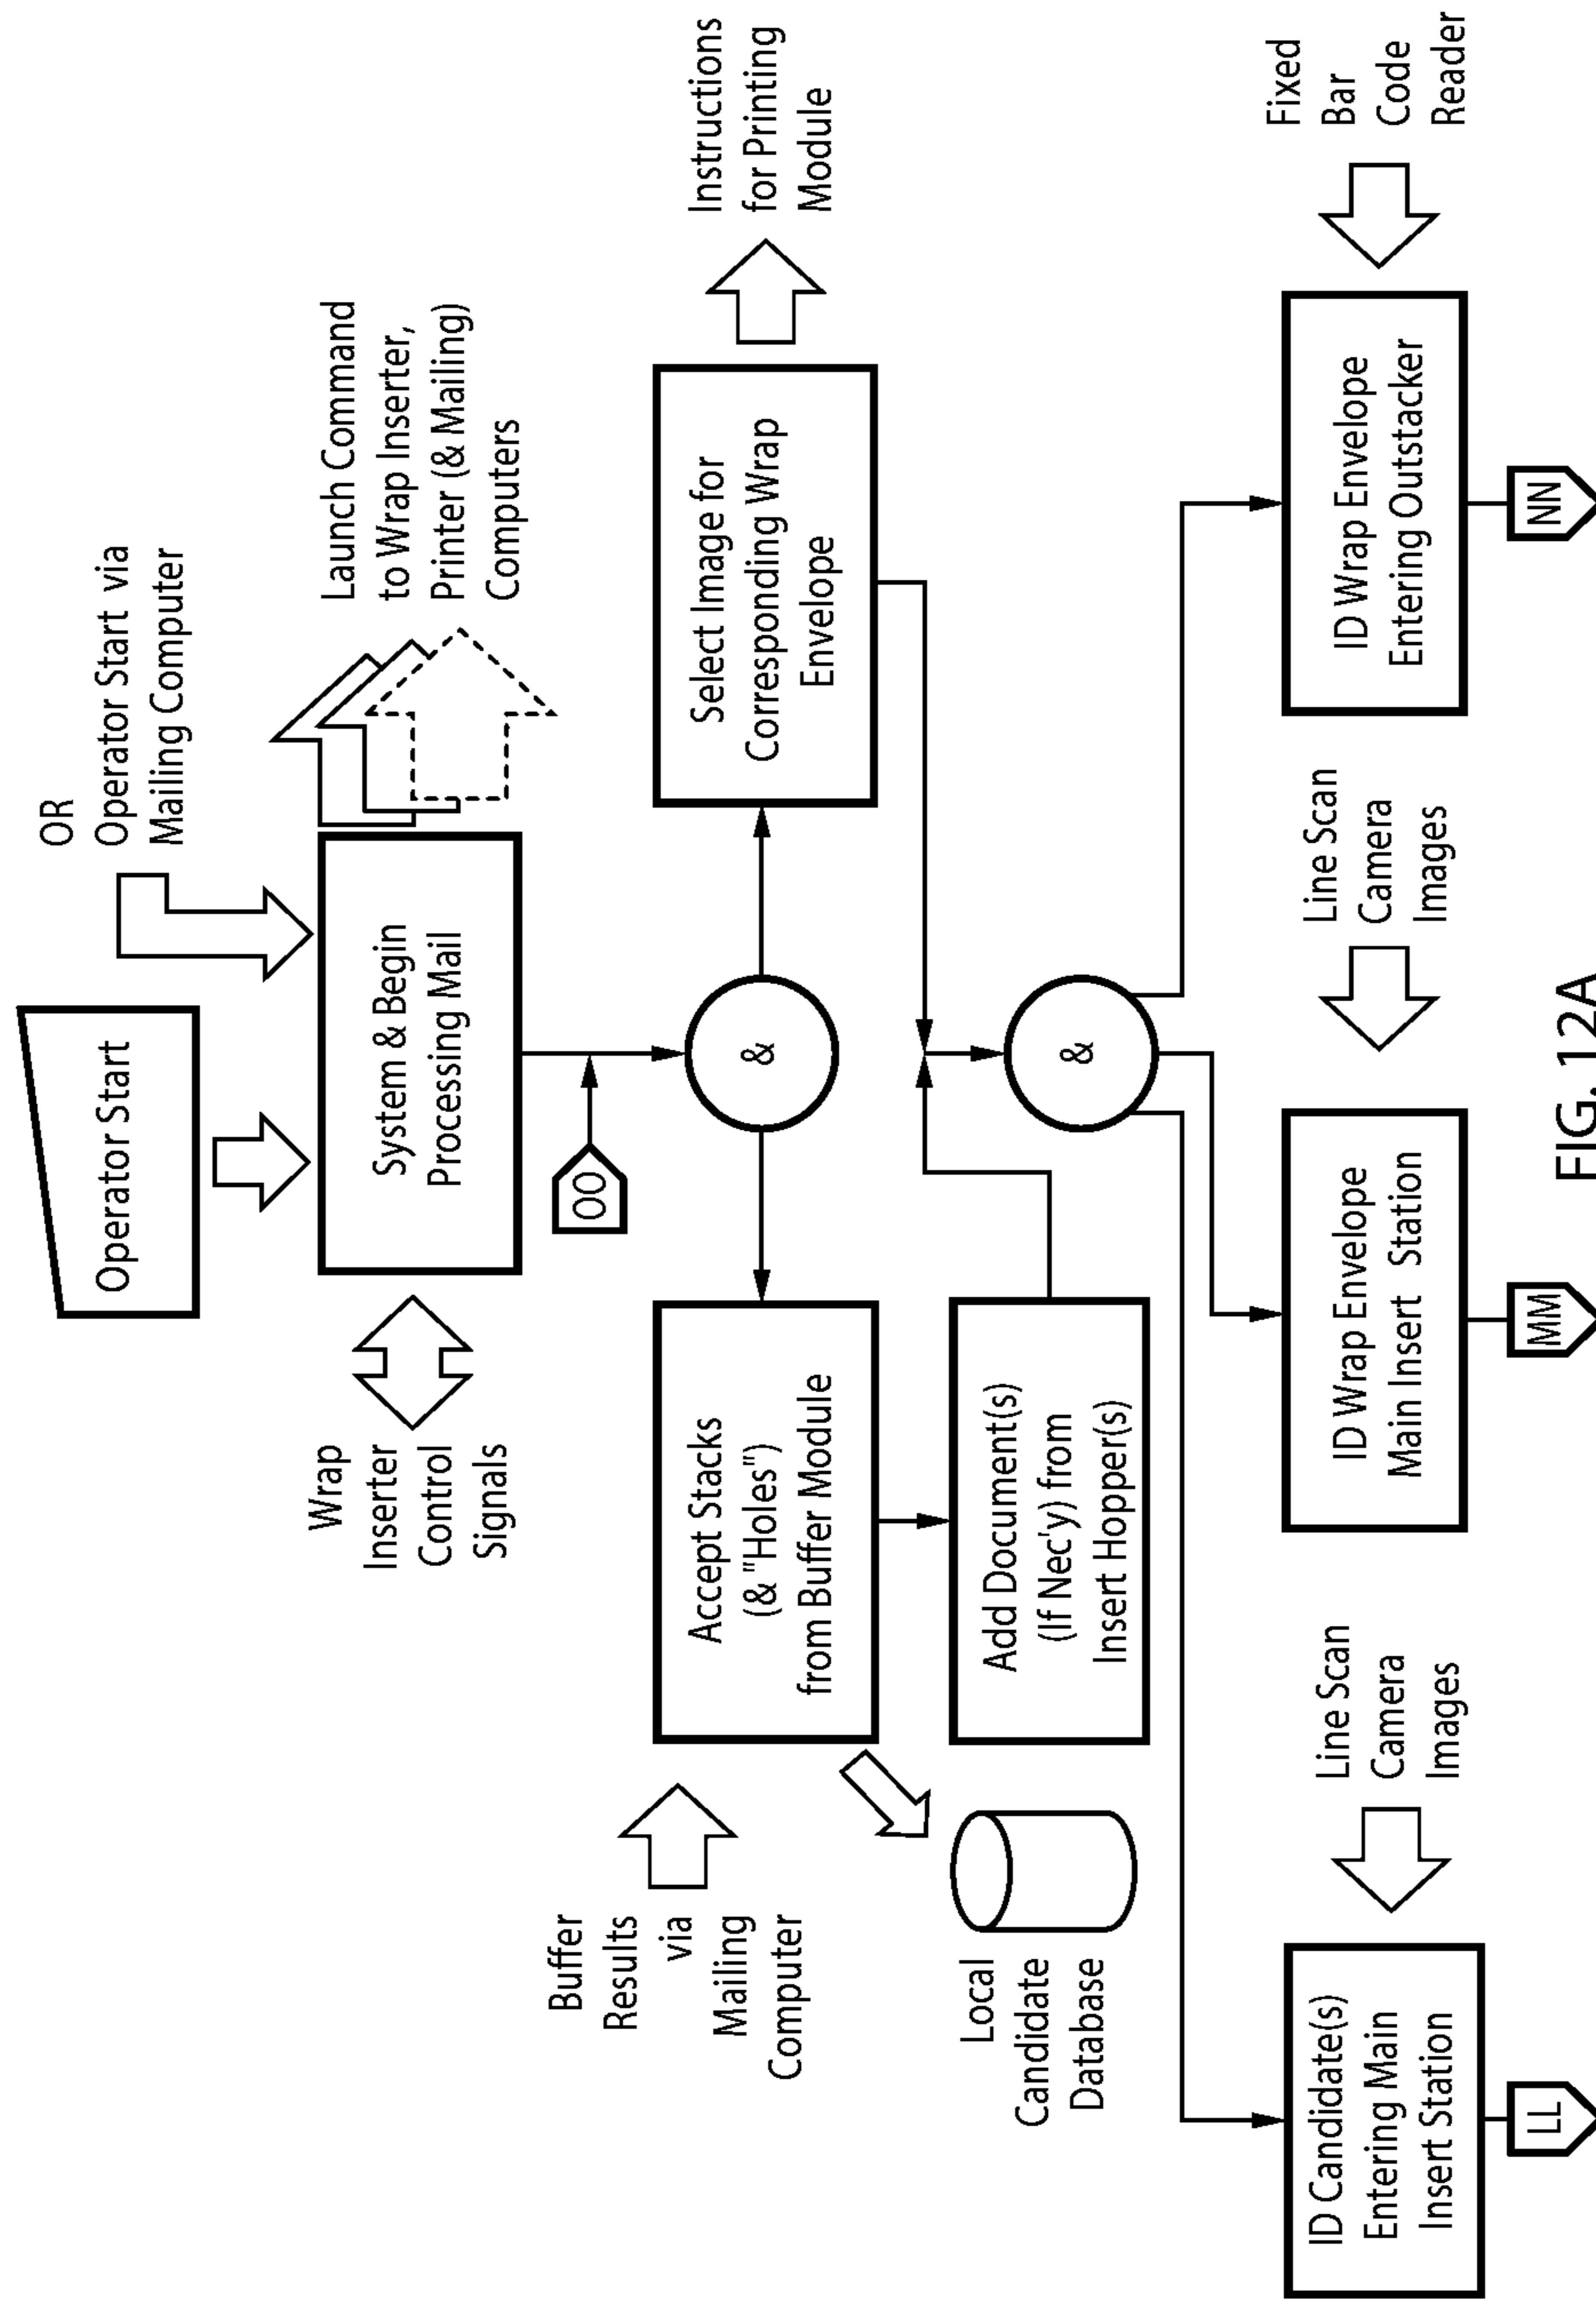 Operator Start
OR
Operator Start via
Mailing Computer
Wrap
Inserter
Control
Signals
System & Begin
Processing Mail
Launch Command
to Wrap Inserter,
Printer (& Mailing)
Computers
OO
&
Buffer
Results
via
Mailing
Computer
Accept Stacks
(& "Holes")
from Buffer Module
Select Image for
Corresponding Wrap
Envelope
Instructions
for Printing
Module
Local
Candidate
Database
Add Document(s)
(If Nec'y) from
Insert Hopper(s)
&
ID Candidate(s)
Entering Main
Insert Station
Line Scan
Camera
Images
ID Wrap Envelope
Main Insert Station
Line Scan
Camera
Images
ID Wrap Envelope
Entering Outstacker
Fixed
Bar
Code
Reader
LL
MM
NN
FIG. 12A